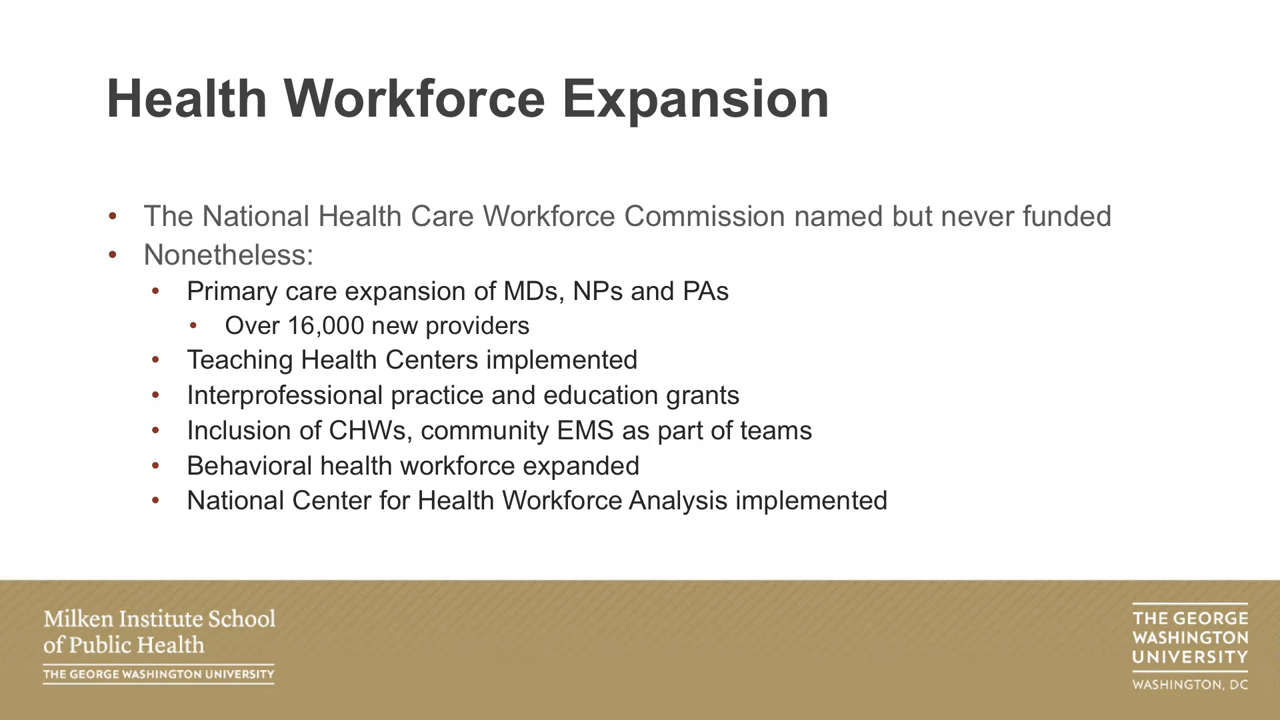 Health Workforce Expansion
• The National Health Care Workforce Commission named but never funded
• Nonetheless:
• Primary care expansion of MDs, NPs and PAs
• Over 16,000 new providers
• Teaching Health Centers implemented
• Interprofessional practice and education grants
• Inclusion of CHWs, community EMS as part of teams
• Behavioral health workforce expanded
• National Center for Health Workforce Analysis implemented
Milken Institute School
of Public Health
THE GEORGE WASHINGTON UNIVERSITY
THE GEORGE
WASHINGTON
UNIVERSITY
WASHINGTON, DC